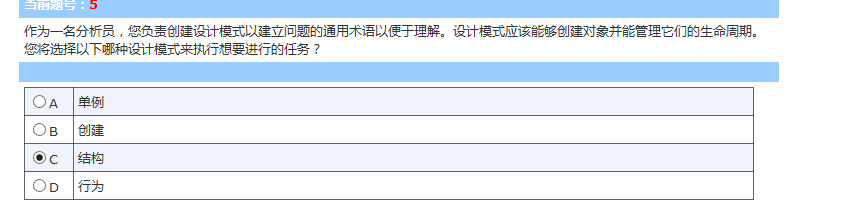 当前题号：5
作为一名分析员，您负责创建设计模式以建立问题的通用术语以便于理解。设计模式应该能够创建对象并能管理它们的生命周期。
您将选择以下哪种设计模式来执行想要进行的任务？
A 单例
B 创建
C 结构
D 行为